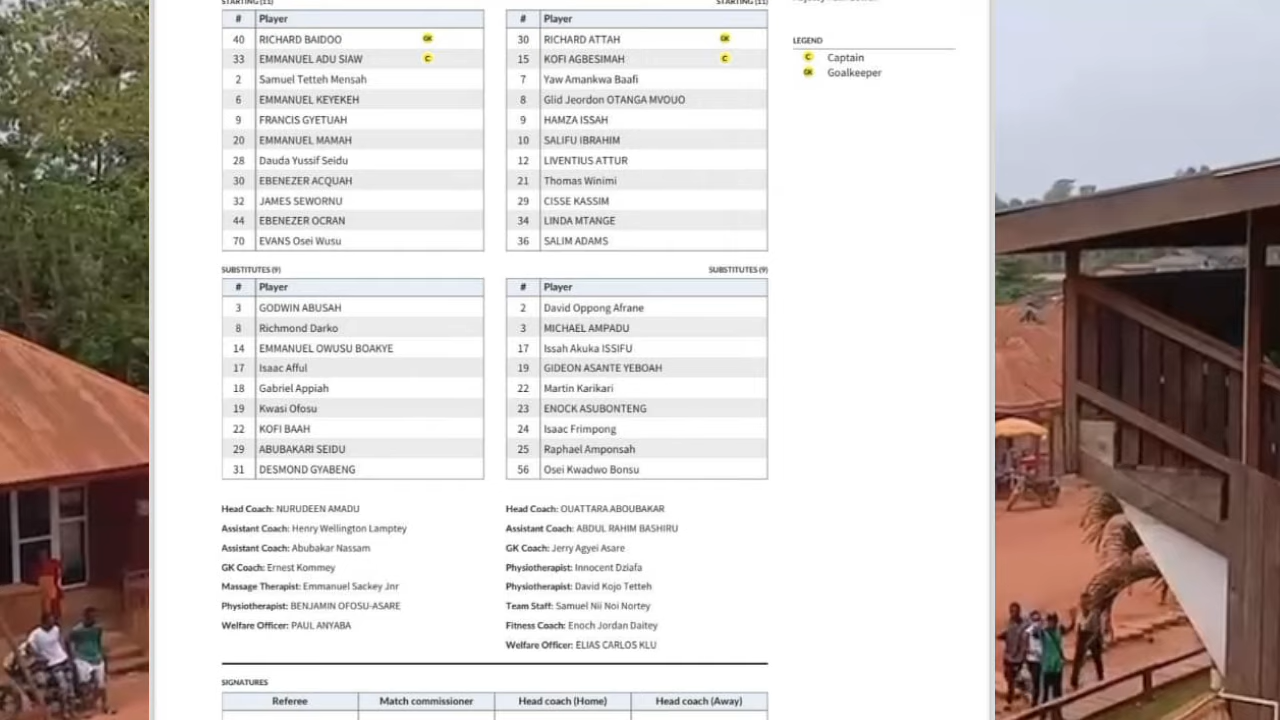 STARTING (11)
# Player
40 RICHARD BAIDOO GK
33 EMMANUEL ADU SIAW C
2 Samuel Tetteh Mensah
6 EMMANUEL KEYEKEH
9 FRANCIS GYETUAH
20 EMMANUEL MAMAH
28 Dauda Yussif Seidu
30 EBENEZER ACQUAH
32 JAMES SEWORNU
44 EBENEZER OCRAN
70 EVANS Osei Wusu
SUBSTITUTES (9)
# Player
3 GODWIN ABUSAH
8 Richmond Darko
14 EMMANUEL OWUSU BOAKYE
17 Isaac Afful
18 Gabriel Appiah
19 Kwasi Ofosu
22 KOFI BAAH
29 ABUBAKARI SEIDU
31 DESMOND GYABENG
Head Coach: NURUDEEN AMADU
Assistant Coach: Henry Wellington Lamptey
Assistant Coach: Abubakar Nassam
GK Coach: Ernest Kommey
Massage Therapist: Emmanuel Sackey Jnr
Physiotherapist: BENJAMIN OFOSU-ASARE
Welfare Officer: PAUL ANYABA
STARTING (11)
# Player
30 RICHARD ATTAH GK
15 KOFI AGBESIMAH C
7 Yaw Amankwa Baafi
8 Glid Jeordon OTANGA MVOUO
9 HAMZA ISSAH
10 SALIFU IBRAHIM
12 LIVENTIUS ATTUR
21 Thomas Winimi
29 CISSE KASSIM
34 LINDA MTANGE
36 SALIM ADAMS
SUBSTITUTES (9)
# Player
2 David Oppong Afrane
3 MICHAEL AMPADU
17 Issah Akuka ISSIFU
19 GIDEON ASANTE YEBOAH
22 Martin Karikari
23 ENOCK ASUBONTENG
24 Isaac Frimpong
25 Raphael Amponsah
56 Osei Kwadwo Bonsu
Head Coach: OUATTARA ABOUBAKAR
Assistant Coach: ABDUL RAHIM BASHIRU
GK Coach: Jerry Agyei Asare
Physiotherapist: Innocent Dziafa
Physiotherapist: David Kojo Tetteh
Team Staff: Samuel Nii Noi Nortey
Fitness Coach: Enoch Jordan Daitey
Welfare Officer: ELIAS CARLOS KLU
LEGEND
C Captain
GK Goalkeeper
SIGNATURES
Referee Match commissioner Head coach (Home) Head coach (Away)